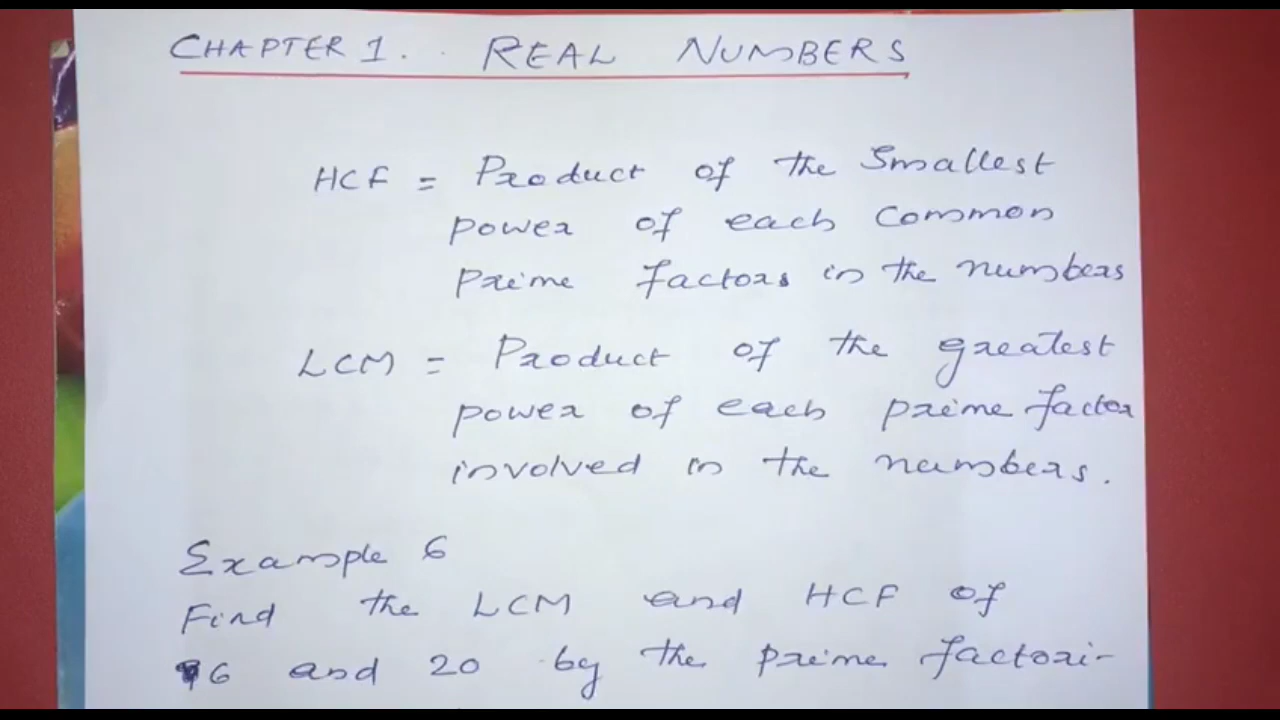 CHAPTER 1. REAL NUMBERS
HCF = Product of the Smallest
power of each common
prime factors in the numbers
LCM = Product of the greatest
power of each prime factor
involved in the numbers.
Example 6
Find the LCM and HCF of
6 and 20 by the prime factori-